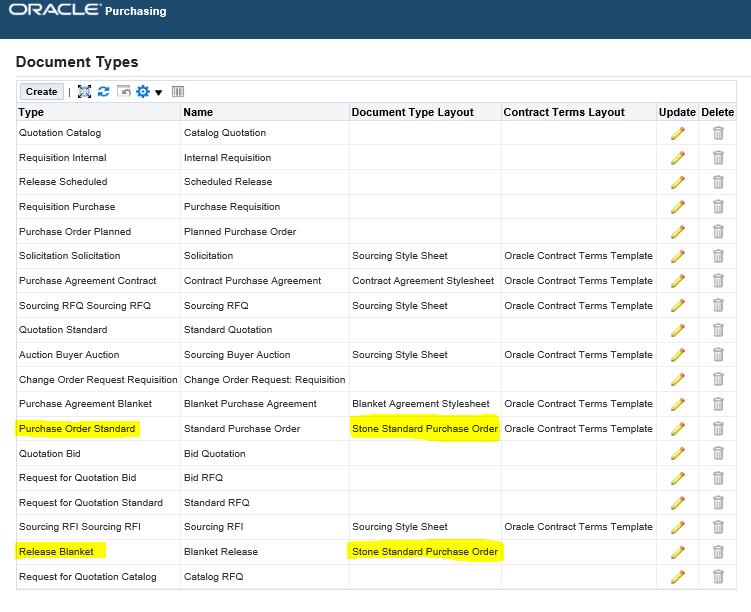 ORACLE Purchasing
Document Types
Create
Type Name Document Type Layout Contract Terms Layout Update Delete
Quotation Catalog Catalog Quotation
Requisition Internal Internal Requisition
Release Scheduled Scheduled Release
Requisition Purchase Purchase Requisition
Purchase Order Planned Planned Purchase Order
Solicitation Solicitation Solicitation Sourcing Style Sheet Oracle Contract Terms Template
Purchase Agreement Contract Contract Purchase Agreement Contract Agreement Stylesheet Oracle Contract Terms Template
Sourcing RFQ Sourcing RFQ Sourcing RFQ Sourcing Style Sheet Oracle Contract Terms Template
Quotation Standard Standard Quotation
Auction Buyer Auction Sourcing Buyer Auction Sourcing Style Sheet Oracle Contract Terms Template
Change Order Request Requisition Change Order Request: Requisition
Purchase Agreement Blanket Blanket Purchase Agreement Blanket Agreement Stylesheet Oracle Contract Terms Template
Purchase Order Standard Standard Purchase Order Stone Standard Purchase Order Oracle Contract Terms Template
Quotation Bid Bid Quotation
Request for Quotation Bid Bid RFQ
Request for Quotation Standard Standard RFQ
Sourcing RFI Sourcing RFI Sourcing RFI Sourcing Style Sheet Oracle Contract Terms Template
Release Blanket Blanket Release Stone Standard Purchase Order
Request for Quotation Catalog Catalog RFQ